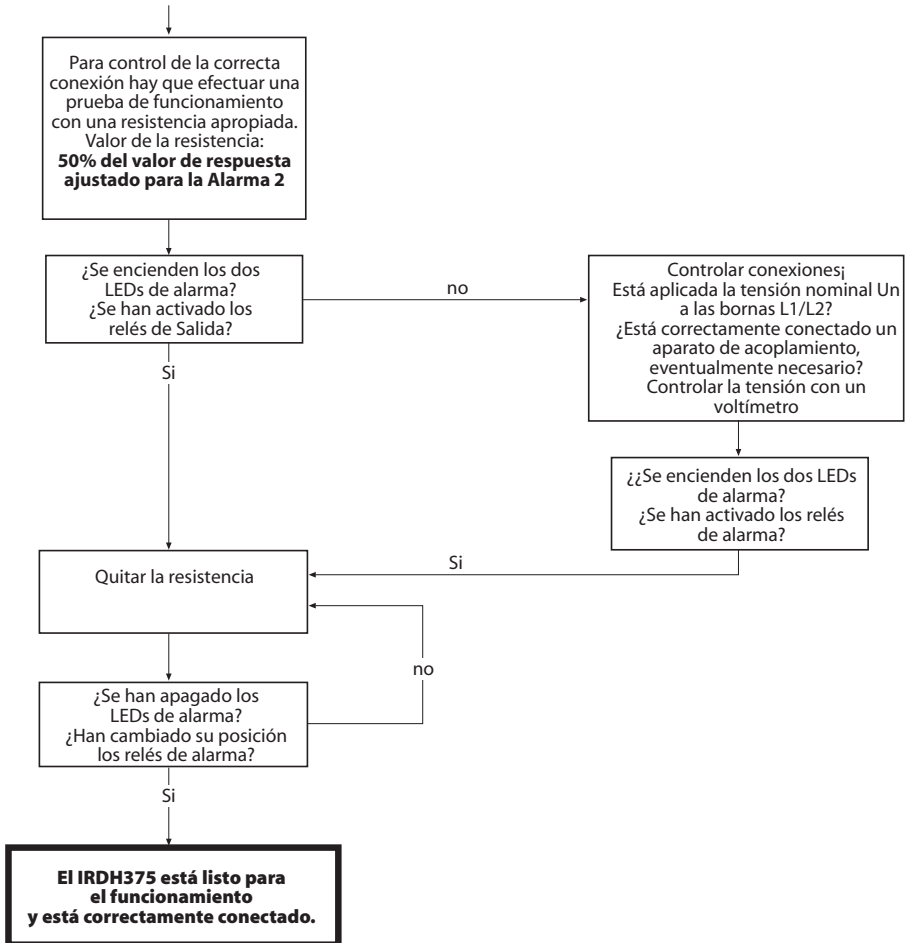 Para control de la correcta
conexión hay que efectuar una
prueba de funcionamiento
con una resistencia apropiada.
Valor de la resistencia:
50% del valor de respuesta
ajustado para la Alarma 2
¿Se encienden los dos
LEDs de alarma?
¿Se han activado los
relés de Salida?
no
Controlar conexiones¡
Está aplicada la tensión nominal Un
a las bornas L1/L2?
¿Está correctamente conectado un
aparato de acoplamiento,
eventualmente necesario?
Controlar la tensión con un
voltímetro
Si
¿¿Se encienden los dos LEDs
de alarma?
¿Se han activado los relés
de alarma?
Si
Quitar la resistencia
no
¿Se han apagado los
LEDs de alarma?
¿Han cambiado su posición
los relés de alarma?
Si
El IRDH375 está listo para
el funcionamiento
y está correctamente conectado.